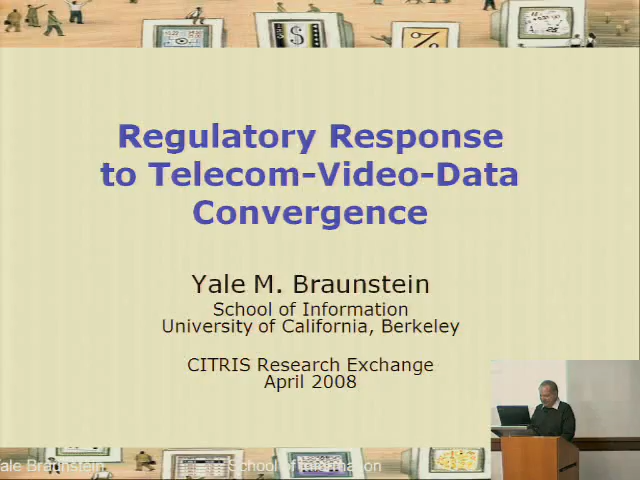 Regulatory Response
to Telecom-Video-Data
Convergence
Yale M. Braunstein
School of Information
University of California, Berkeley
CITRIS Research Exchange
April 2008
Yale Braunstein School of Information